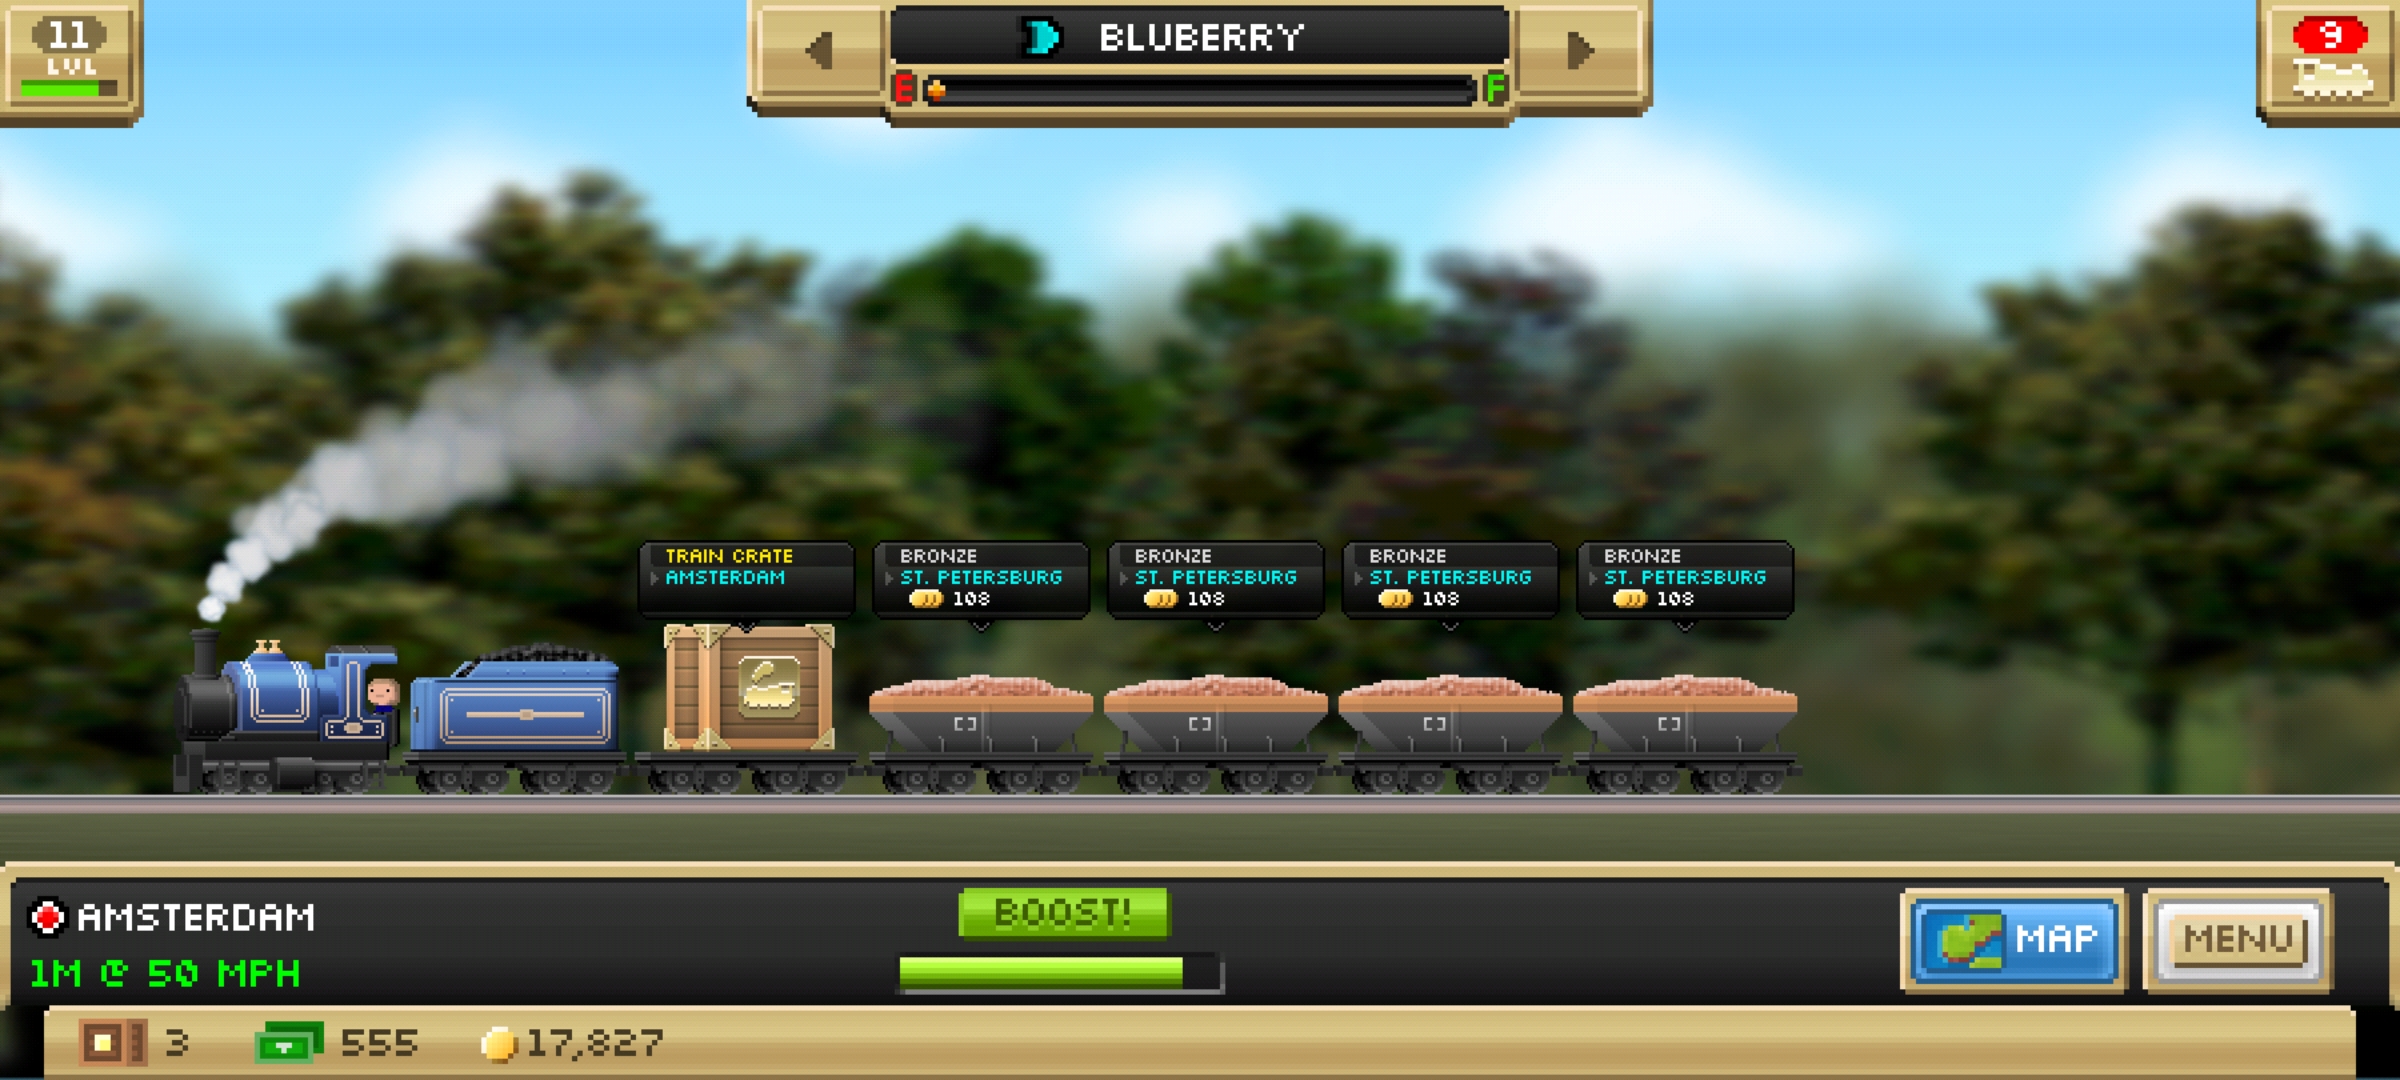 11
LVL
BLUBERRY
E
F
9
TRAIN CRATE
AMSTERDAM
BRONZE
ST. PETERSBURG
108
BRONZE
ST. PETERSBURG
108
BRONZE
ST. PETERSBURG
108
BRONZE
ST. PETERSBURG
108
AMSTERDAM
1M @ 50 MPH
BOOST!
MAP
MENU
3
555
17,827